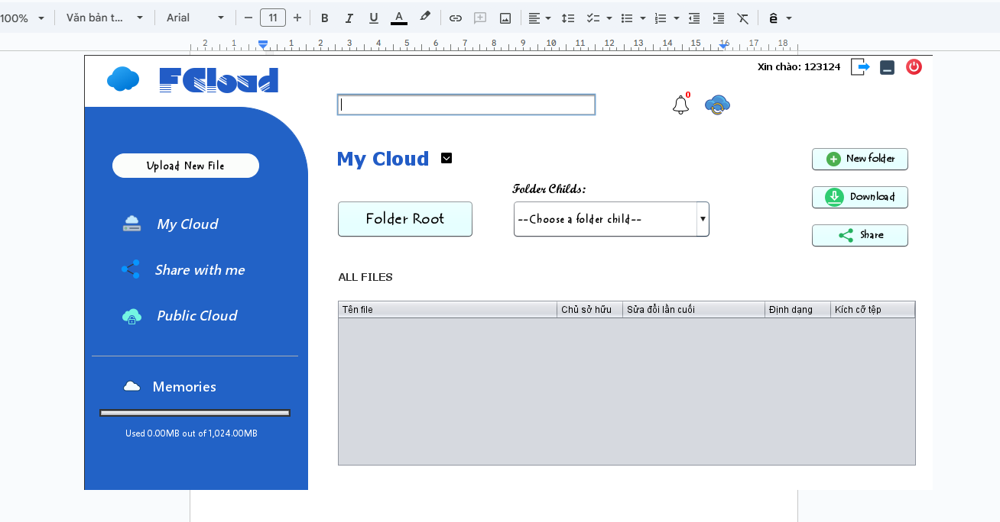 100% Văn bản t... Arial 11 B I U A ê
2 1 1 2 3 4 5 6 7 8 9 10 11 12 13 14 15 16 17 18
FCloud
Xin chào: 123124
0
Upload New File
My Cloud
Share with me
Public Cloud
Memories
Used 0.00MB out of 1,024.00MB
My Cloud
New folder
Folder Childs:
Folder Root
--Choose a folder child--
Download
Share
ALL FILES
Tên file Chủ sở hữu Sửa đổi lần cuối Định dạng Kích cỡ tệp